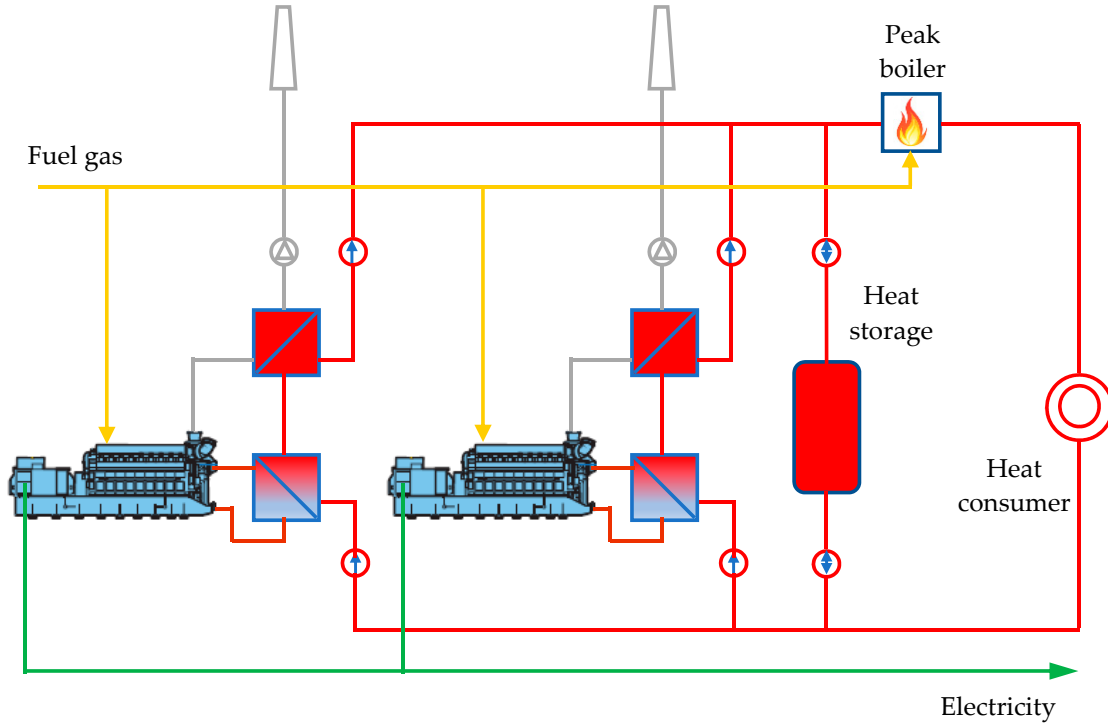 Peak
boiler
Fuel gas
Heat
storage
Heat
consumer
Electricity